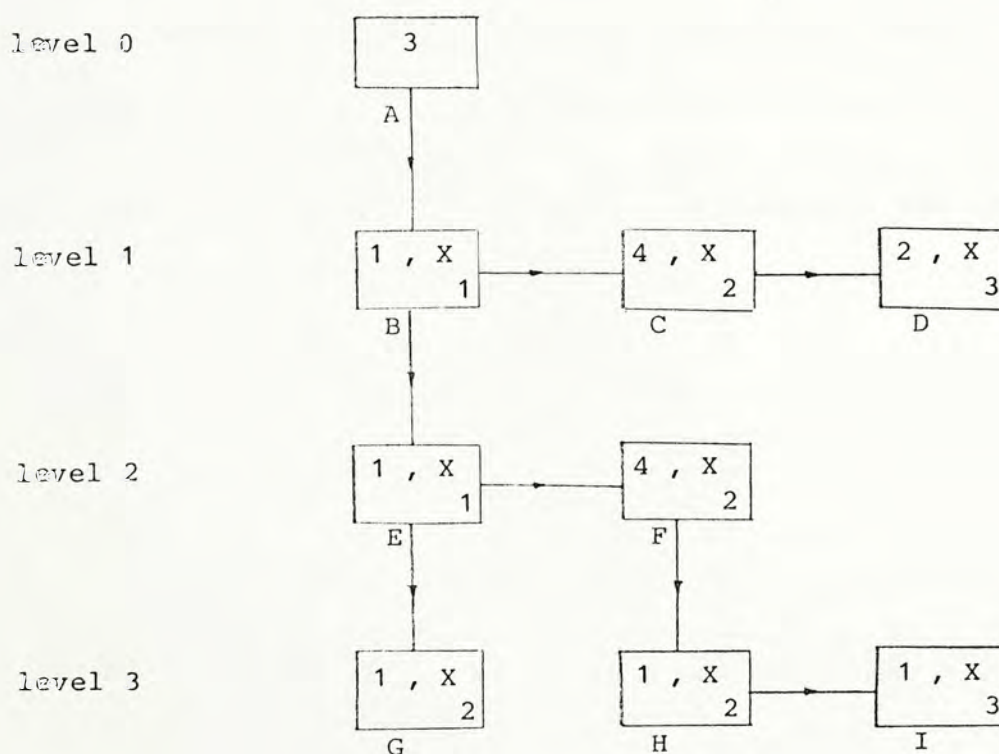 level 0
3
A
level 1
1 , X 1
4 , X 2
2 , X 3
B
C
D
level 2
1 , X 1
4 , X 2
E
F
level 3
1 , X 2
1 , X 2
1 , X 3
G
H
I